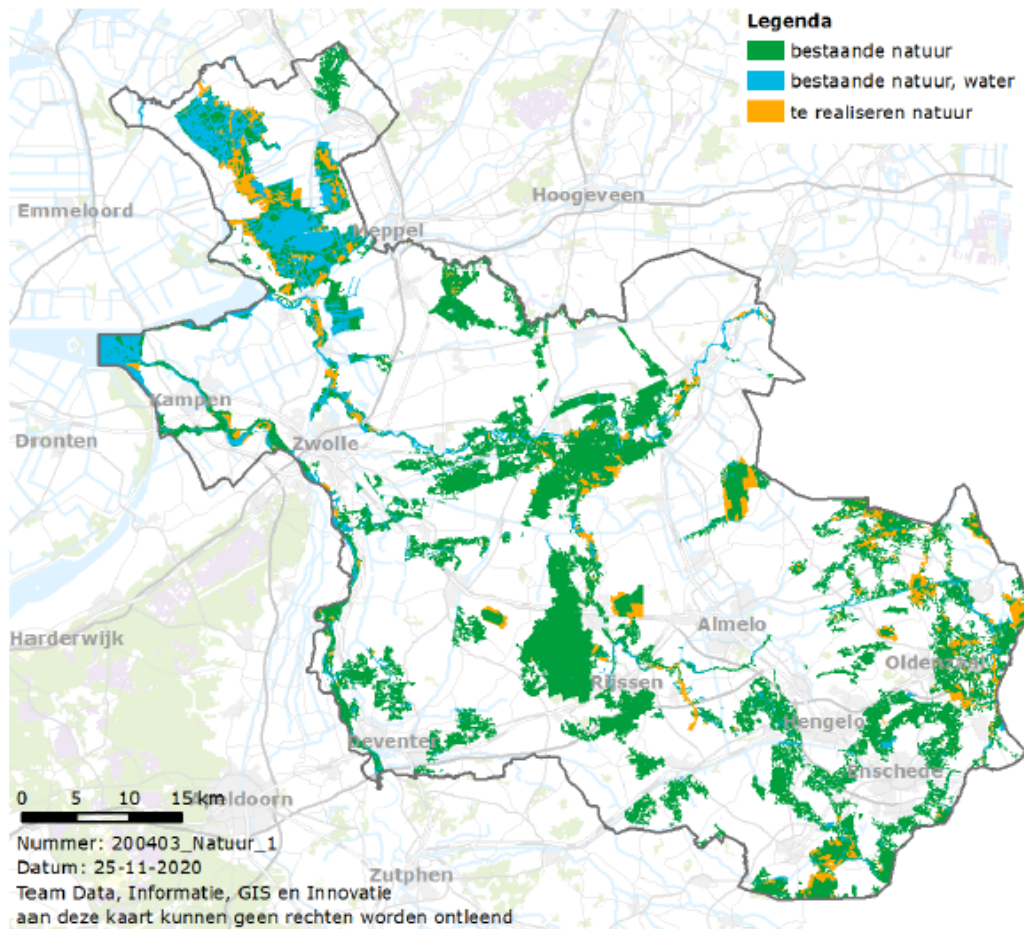 Legenda
bestaande natuur
bestaande natuur, water
te realiseren natuur
Hoogeveen
Emmeloord
Meppel
Kampen
Dronten
Zwolle
Harderwijk
Almelo
Oldenzaal
Rijssen
Hengelo
Deventer
Enschede
0 5 10 15 km
Apeldoorn
Nummer: 200403_Natuur_1
Datum: 25-11-2020
Zutphen
Team Data, Informatie, GIS en Innovatie
aan deze kaart kunnen geen rechten worden ontleend